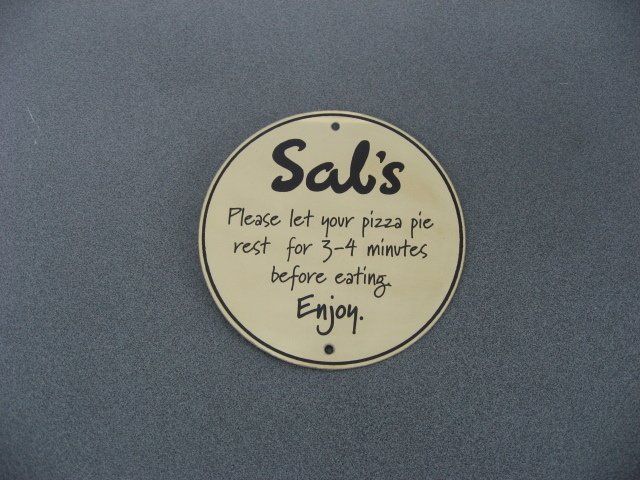 Sal's
Please let your pizza pie
rest for 3-4 minutes
before eating.
Enjoy.